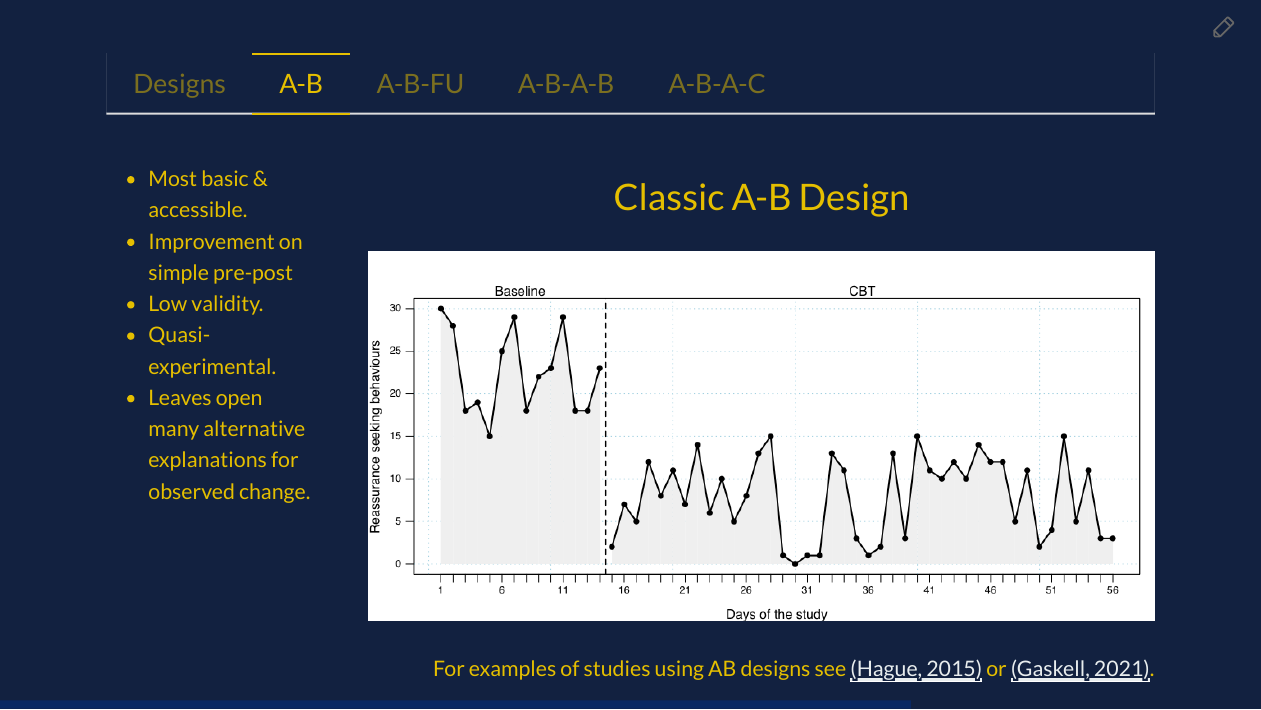 Designs A-B A-B-FU A-B-A-B A-B-A-C
Most basic &
accessible.
Improvement on
simple pre-post
Low validity.
Quasi-
experimental.
Leaves open
many alternative
explanations for
observed change.
Classic A-B Design
Baseline CBT
Reassurance seeking behaviours
30
25
20
15
10
5
0
1 6 11 16 21 26 31 36 41 46 51 56
Days of the study
For examples of studies using AB designs see (Hague, 2015) or (Gaskell, 2021).